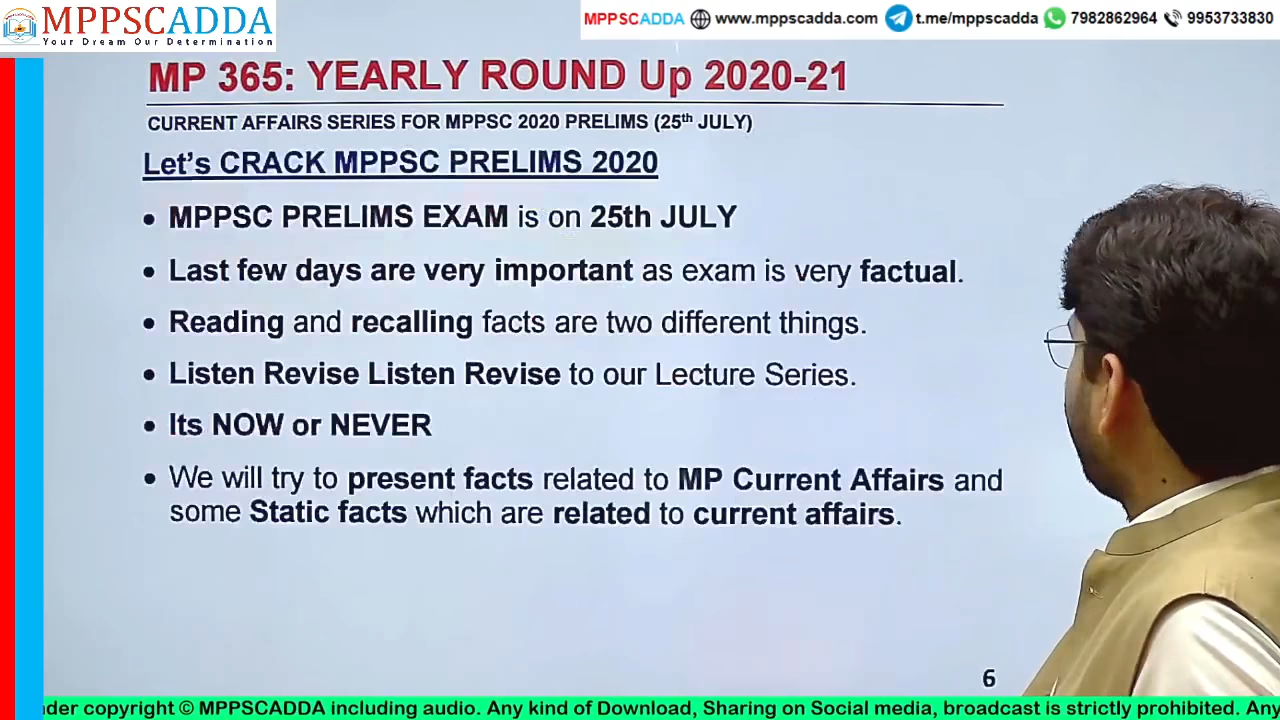 MPPSCADDA
Your Dream Our Determination
MPPSCADDA www.mppscadda.com t.me/mppscadda 7982862964 9953733830
MP 365: YEARLY ROUND Up 2020-21
CURRENT AFFAIRS SERIES FOR MPPSC 2020 PRELIMS (25th JULY)
Let's CRACK MPPSC PRELIMS 2020
• MPPSC PRELIMS EXAM is on 25th JULY
• Last few days are very important as exam is very factual.
• Reading and recalling facts are two different things.
• Listen Revise Listen Revise to our Lecture Series.
• Its NOW or NEVER
• We will try to present facts related to MP Current Affairs and
some Static facts which are related to current affairs.
6
der copyright © MPPSCADDA including audio. Any kind of Download, Sharing on Social media, broadcast is strictly prohibited. Any